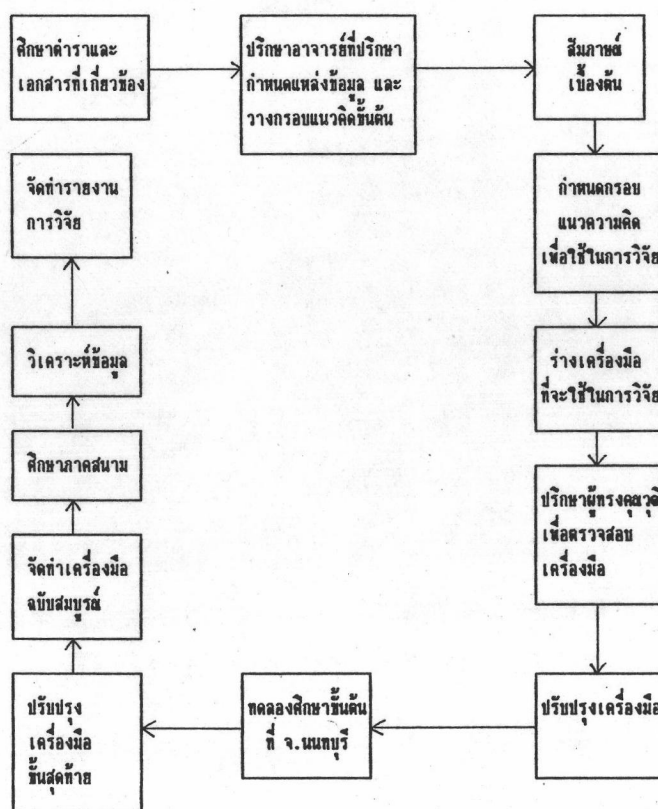 ศึกษาตำราและ
เอกสารที่เกี่ยวข้อง
ปรึกษาอาจารย์ที่ปรึกษา
กำหนดแหล่งข้อมูล และ
วางกรอบแนวคิดขั้นต้น
สัมภาษณ์
เบื้องต้น
กำหนดกรอบ
แนวความคิด
เพื่อใช้ในการวิจัย
ร่างเครื่องมือ
ที่จะใช้ในการวิจัย
ปรึกษาผู้ทรงคุณวุฒิ
เพื่อตรวจสอบ
เครื่องมือ
ปรับปรุงเครื่องมือ
ทดลองศึกษาขั้นต้น
ที่ จ.นนทบุรี
ปรับปรุง
เครื่องมือ
ขั้นสุดท้าย
จัดทำเครื่องมือ
ฉบับสมบูรณ์
ศึกษาภาคสนาม
วิเคราะห์ข้อมูล
จัดทำรายงาน
การวิจัย